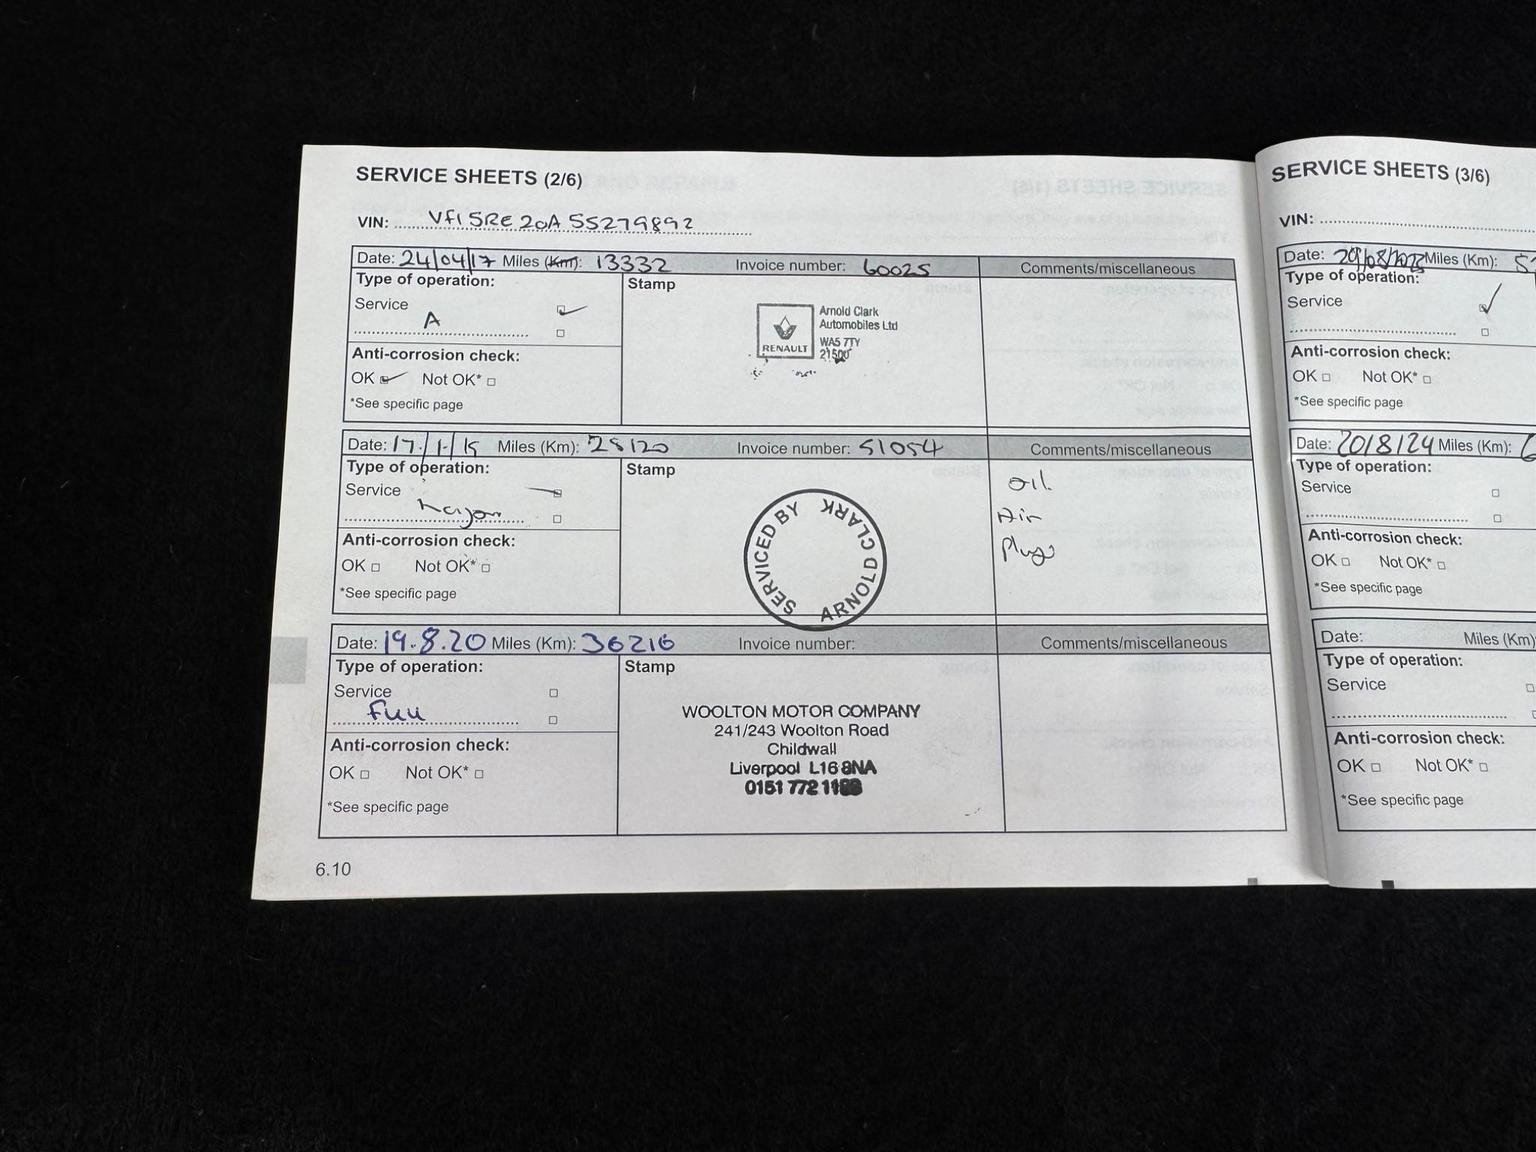 SERVICE SHEETS (2/6)
VIN: VF15RE20A55279892
Date: 24/04/17 Miles (Km): 13332 Invoice number: 60025 Comments/miscellaneous
Type of operation: Stamp
Service
A
Anti-corrosion check:
OK Not OK*
*See specific page
Arnold Clark
Automobiles Ltd
WA5 7TY
21500
RENAULT
Date: 17/1/ Miles (Km): 28120 Invoice number: 51054 Comments/miscellaneous
Type of operation: Stamp
Service
Anti-corrosion check:
OK Not OK*
*See specific page
SERVICED BY ARNOLD CLARK
Oil
Air
Plugs
Date: 19.8.20 Miles (Km): 36216 Invoice number: Comments/miscellaneous
Type of operation: Stamp
Service
Full
Anti-corrosion check:
OK Not OK*
*See specific page
WOOLTON MOTOR COMPANY
241/243 Woolton Road
Childwall
Liverpool L16 8NA
0151 772
6.10
SERVICE SHEETS (3/6)
VIN:
Date: Miles (Km):
Type of operation:
Service
Anti-corrosion check:
OK Not OK*
*See specific page
Date: 20/8/24 Miles (Km):
Type of operation:
Service
Anti-corrosion check:
OK Not OK*
*See specific page
Date: Miles (Km)
Type of operation:
Service
Anti-corrosion check:
OK Not OK*
*See specific page